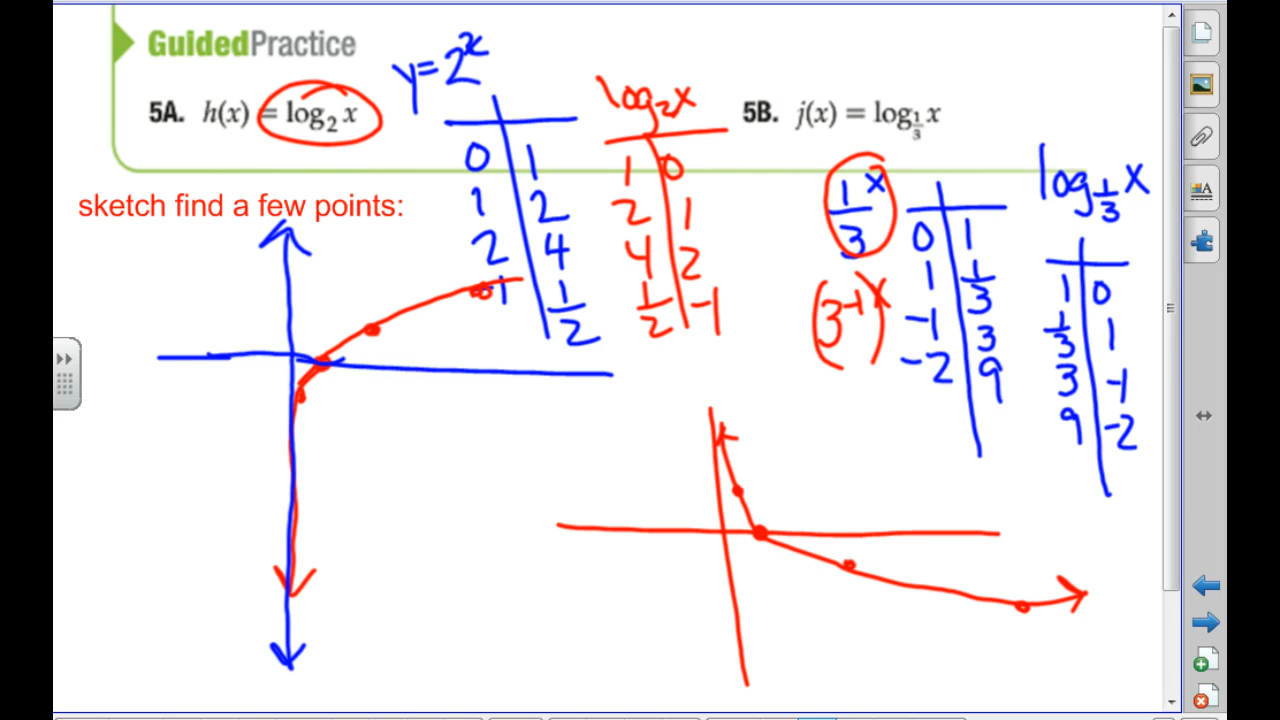 GuidedPractice
5A. h(x) = log₂ x
y=2ˣ
0 1
1 2
2 4
-1 1/2
log₂x
1 0
2 1
4 2
1/2 -1
5B. j(x) = log_{1/3} x
sketch find a few points:
1/3 ˣ
(3⁻¹)ˣ
0 1
1 1/3
-1 3
-2 9
log_{1/3} x
1 0
1/3 1
3 -1
9 -2